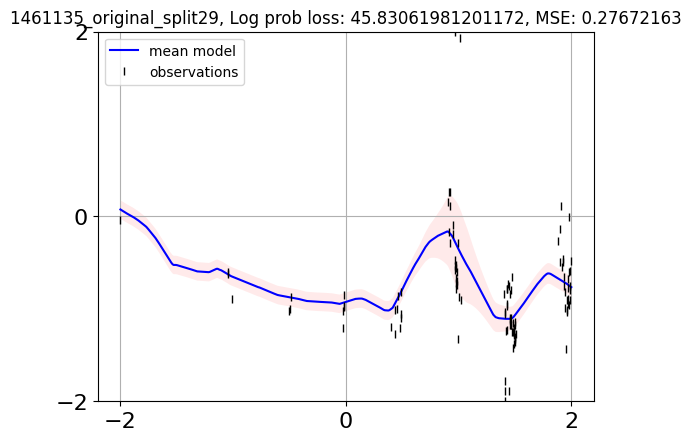 1461135_original_split29, Log prob loss: 45.83061981201172, MSE: 0.27672163
mean model
observations
2
0
−2
−2
0
2